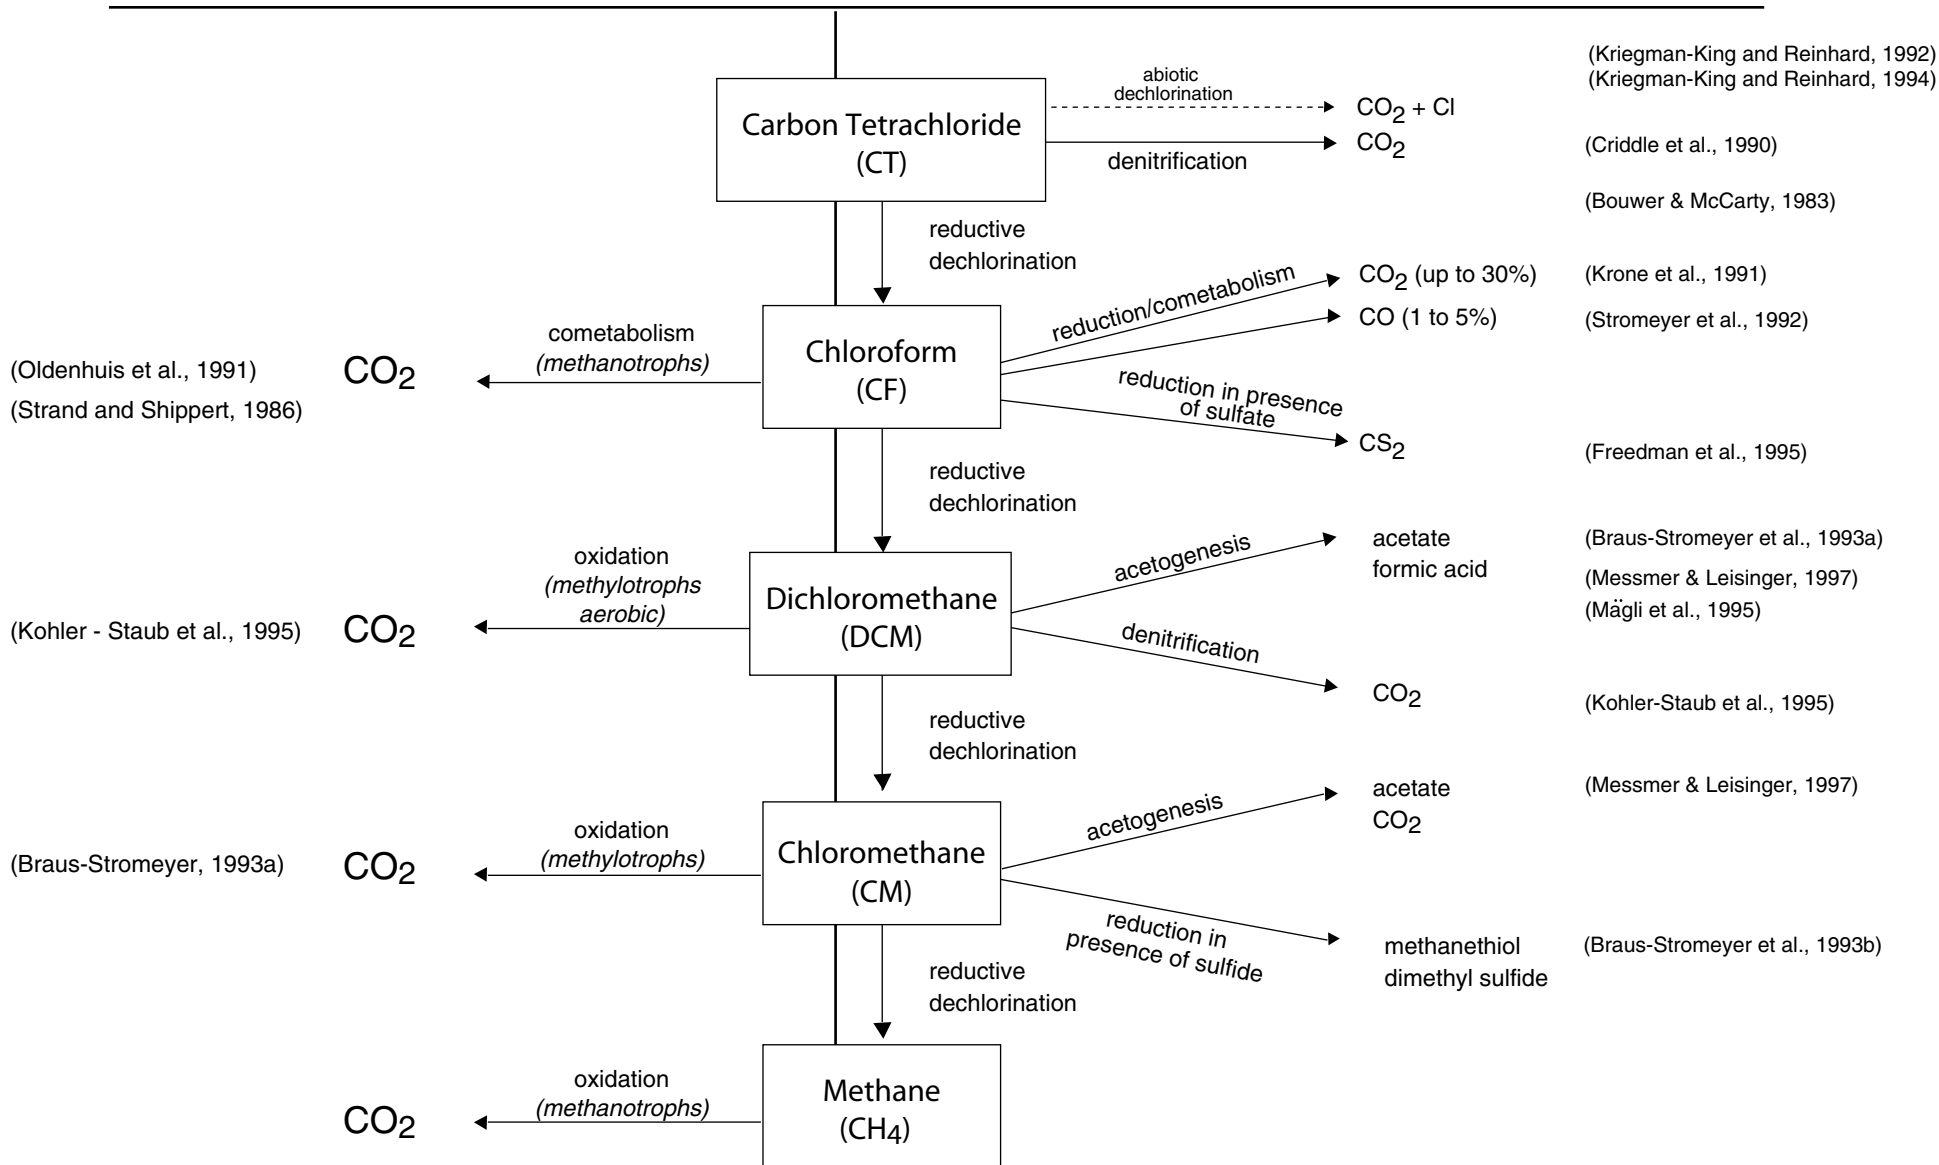 (Kriegman-King and Reinhard, 1992)
(Kriegman-King and Reinhard, 1994)
abiotic
dechlorination
CO2 + Cl
Carbon Tetrachloride
(CT)
denitrification
CO2
(Criddle et al., 1990)
(Bouwer & McCarty, 1983)
reductive
dechlorination
reduction/cometabolism
CO2 (up to 30%)
(Krone et al., 1991)
CO (1 to 5%)
(Stromeyer et al., 1992)
cometabolism
(methanotrophs)
CO2
(Oldenhuis et al., 1991)
(Strand and Shippert, 1986)
Chloroform
(CF)
reduction in presence
of sulfate
CS2
(Freedman et al., 1995)
reductive
dechlorination
oxidation
(methylotrophs
aerobic)
CO2
(Kohler - Staub et al., 1995)
Dichloromethane
(DCM)
acetogenesis
acetate
formic acid
(Braus-Stromeyer et al., 1993a)
(Messmer & Leisinger, 1997)
(Mägli et al., 1995)
denitrification
CO2
(Kohler-Staub et al., 1995)
reductive
dechlorination
oxidation
(methylotrophs)
CO2
(Braus-Stromeyer, 1993a)
Chloromethane
(CM)
acetogenesis
acetate
CO2
(Messmer & Leisinger, 1997)
reduction in
presence of sulfide
methanethiol
dimethyl sulfide
(Braus-Stromeyer et al., 1993b)
reductive
dechlorination
oxidation
(methanotrophs)
CO2
Methane
(CH4)